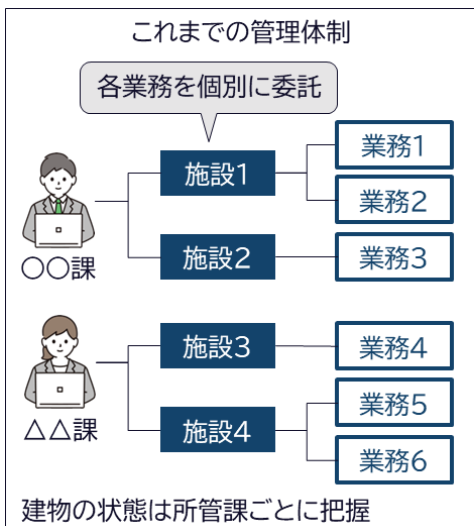 これまでの管理体制
各業務を個別に委託
施設1
業務1
業務2
〇〇課
施設2
業務3
施設3
業務4
△△課
施設4
業務5
業務6
建物の状態は所管課ごとに把握